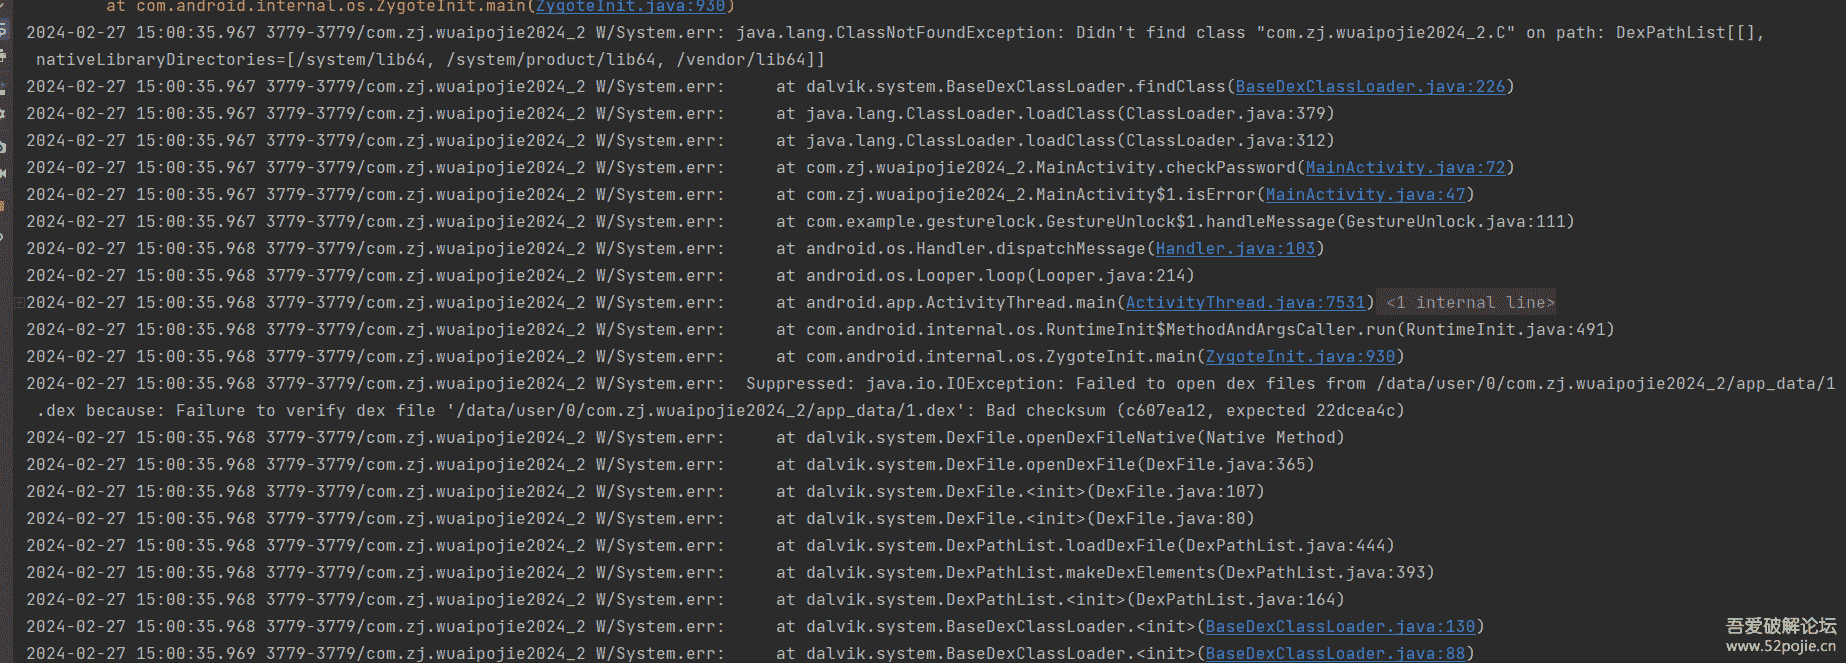 at com.android.internal.os.ZygoteInit.main(ZygoteInit.java:930)
2024-02-27 15:00:35.967 3779-3779/com.zj.wuaipojie2024_2 W/System.err: java.lang.ClassNotFoundException: Didn't find class "com.zj.wuaipojie2024_2.C" on path: DexPathList[[],
nativeLibraryDirectories=[/system/lib64, /system/product/lib64, /vendor/lib64]]
2024-02-27 15:00:35.967 3779-3779/com.zj.wuaipojie2024_2 W/System.err:     at dalvik.system.BaseDexClassLoader.findClass(BaseDexClassLoader.java:226)
2024-02-27 15:00:35.967 3779-3779/com.zj.wuaipojie2024_2 W/System.err:     at java.lang.ClassLoader.loadClass(ClassLoader.java:379)
2024-02-27 15:00:35.967 3779-3779/com.zj.wuaipojie2024_2 W/System.err:     at java.lang.ClassLoader.loadClass(ClassLoader.java:312)
2024-02-27 15:00:35.967 3779-3779/com.zj.wuaipojie2024_2 W/System.err:     at com.zj.wuaipojie2024_2.MainActivity.checkPassword(MainActivity.java:72)
2024-02-27 15:00:35.967 3779-3779/com.zj.wuaipojie2024_2 W/System.err:     at com.zj.wuaipojie2024_2.MainActivity$1.isError(MainActivity.java:47)
2024-02-27 15:00:35.967 3779-3779/com.zj.wuaipojie2024_2 W/System.err:     at com.example.gesturelock.GestureUnlock$1.handleMessage(GestureUnlock.java:111)
2024-02-27 15:00:35.968 3779-3779/com.zj.wuaipojie2024_2 W/System.err:     at android.os.Handler.dispatchMessage(Handler.java:103)
2024-02-27 15:00:35.968 3779-3779/com.zj.wuaipojie2024_2 W/System.err:     at android.os.Looper.loop(Looper.java:214)
2024-02-27 15:00:35.968 3779-3779/com.zj.wuaipojie2024_2 W/System.err:     at android.app.ActivityThread.main(ActivityThread.java:7531) <1 internal line>
2024-02-27 15:00:35.968 3779-3779/com.zj.wuaipojie2024_2 W/System.err:     at com.android.internal.os.RuntimeInit$MethodAndArgsCaller.run(RuntimeInit.java:491)
2024-02-27 15:00:35.968 3779-3779/com.zj.wuaipojie2024_2 W/System.err:     at com.android.internal.os.ZygoteInit.main(ZygoteInit.java:930)
2024-02-27 15:00:35.968 3779-3779/com.zj.wuaipojie2024_2 W/System.err:  Suppressed: java.io.IOException: Failed to open dex files from /data/user/0/com.zj.wuaipojie2024_2/app_data/1
.dex because: Failure to verify dex file '/data/user/0/com.zj.wuaipojie2024_2/app_data/1.dex': Bad checksum (c607ea12, expected 22dcea4c)
2024-02-27 15:00:35.968 3779-3779/com.zj.wuaipojie2024_2 W/System.err:     at dalvik.system.DexFile.openDexFileNative(Native Method)
2024-02-27 15:00:35.968 3779-3779/com.zj.wuaipojie2024_2 W/System.err:     at dalvik.system.DexFile.openDexFile(DexFile.java:365)
2024-02-27 15:00:35.968 3779-3779/com.zj.wuaipojie2024_2 W/System.err:     at dalvik.system.DexFile.<init>(DexFile.java:107)
2024-02-27 15:00:35.968 3779-3779/com.zj.wuaipojie2024_2 W/System.err:     at dalvik.system.DexFile.<init>(DexFile.java:80)
2024-02-27 15:00:35.968 3779-3779/com.zj.wuaipojie2024_2 W/System.err:     at dalvik.system.DexPathList.loadDexFile(DexPathList.java:444)
2024-02-27 15:00:35.968 3779-3779/com.zj.wuaipojie2024_2 W/System.err:     at dalvik.system.DexPathList.makeDexElements(DexPathList.java:393)
2024-02-27 15:00:35.968 3779-3779/com.zj.wuaipojie2024_2 W/System.err:     at dalvik.system.DexPathList.<init>(DexPathList.java:164)
2024-02-27 15:00:35.968 3779-3779/com.zj.wuaipojie2024_2 W/System.err:     at dalvik.system.BaseDexClassLoader.<init>(BaseDexClassLoader.java:130)
2024-02-27 15:00:35.969 3779-3779/com.zj.wuaipojie2024_2 W/System.err:     at dalvik.system.BaseDexClassLoader.<init>(BaseDexClassLoader.java:88)
吾爱破解论坛
www.52pojie.cn